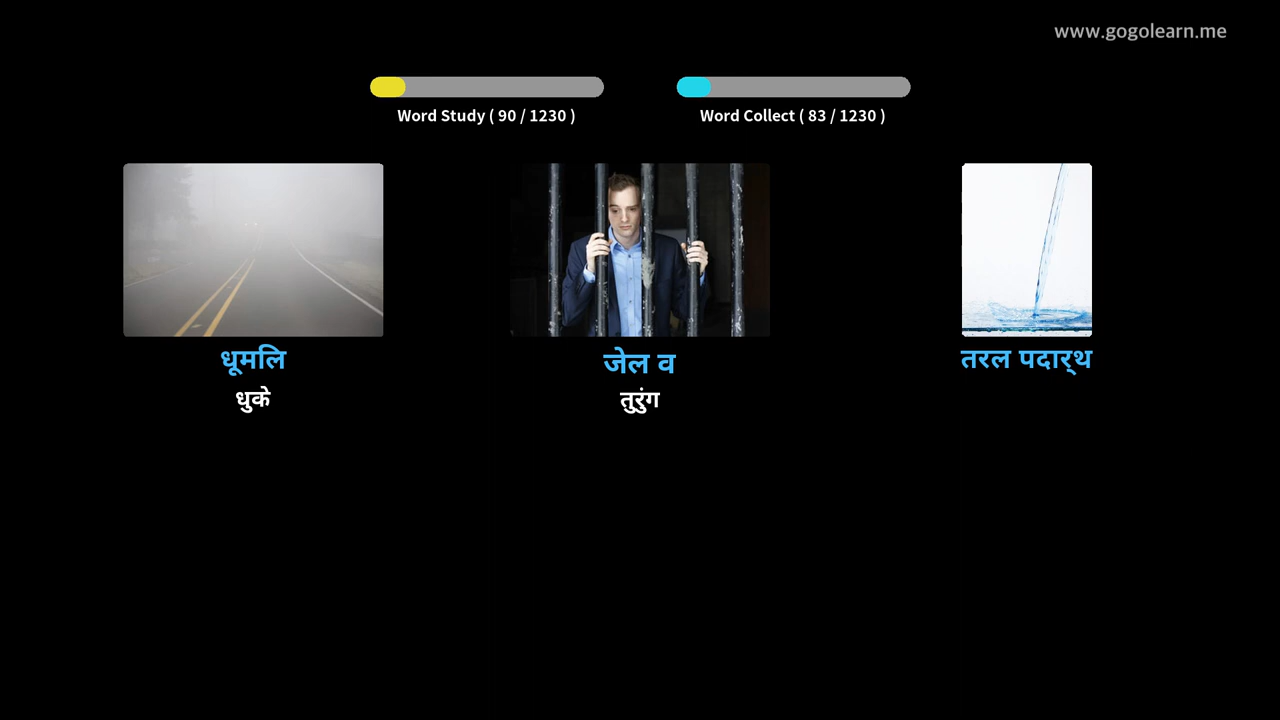 www.gogolearn.me
Word Study ( 90 / 1230 )
Word Collect ( 83 / 1230 )
धूमलि
धुके
जेल व
तुरुंग
तरल पदार्थ